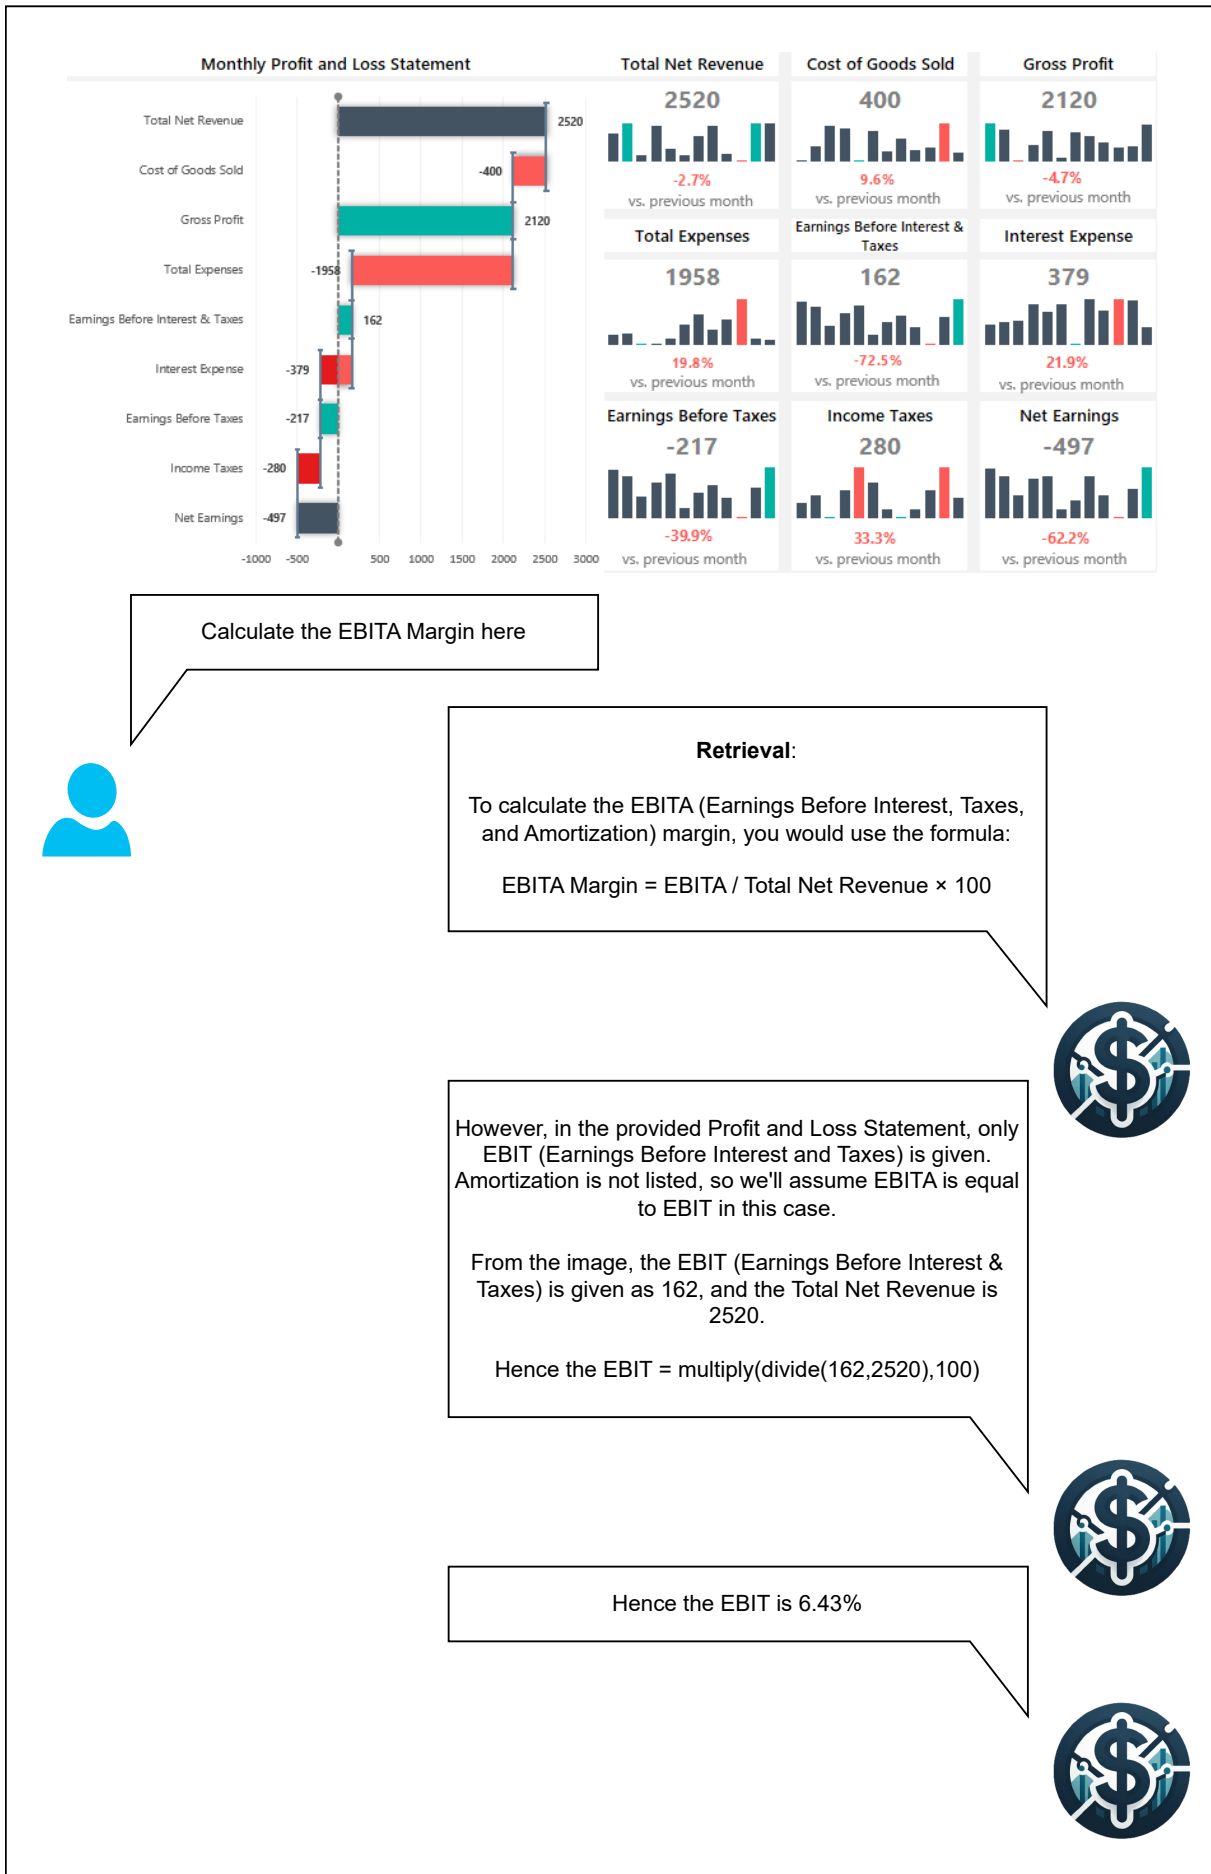 Monthly Profit and Loss Statement
Total Net Revenue
2520
Cost of Goods Sold
-400
Gross Profit
2120
Total Expenses
-1958
Earnings Before Interest & Taxes
162
Interest Expense
-379
Earnings Before Taxes
-217
Income Taxes
-280
Net Earnings
-497
-1000 -500 500 1000 1500 2000 2500 3000
Total Net Revenue
2520
-2.7%
vs. previous month
Cost of Goods Sold
400
9.6%
vs. previous month
Gross Profit
2120
-4.7%
vs. previous month
Total Expenses
1958
19.8%
vs. previous month
Earnings Before Interest &
Taxes
162
-72.5%
vs. previous month
Interest Expense
379
21.9%
vs. previous month
Earnings Before Taxes
-217
-39.9%
vs. previous month
Income Taxes
280
33.3%
vs. previous month
Net Earnings
-497
-62.2%
vs. previous month
Calculate the EBITA Margin here
Retrieval:
To calculate the EBITA (Earnings Before Interest, Taxes,
and Amortization) margin, you would use the formula:
EBITA Margin = EBITA / Total Net Revenue × 100
However, in the provided Profit and Loss Statement, only
EBIT (Earnings Before Interest and Taxes) is given.
Amortization is not listed, so we'll assume EBITA is equal
to EBIT in this case.
From the image, the EBIT (Earnings Before Interest &
Taxes) is given as 162, and the Total Net Revenue is
2520.
Hence the EBIT = multiply(divide(162,2520),100)
Hence the EBIT is 6.43%